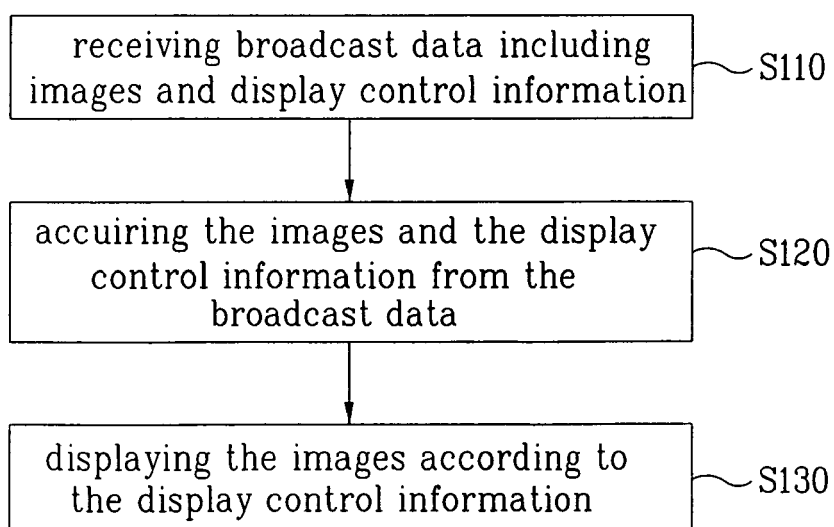 receiving broadcast data including
images and display control information
S110
accuiring the images and the display
control information from the
broadcast data
S120
displaying the images according to
the display control information
S130